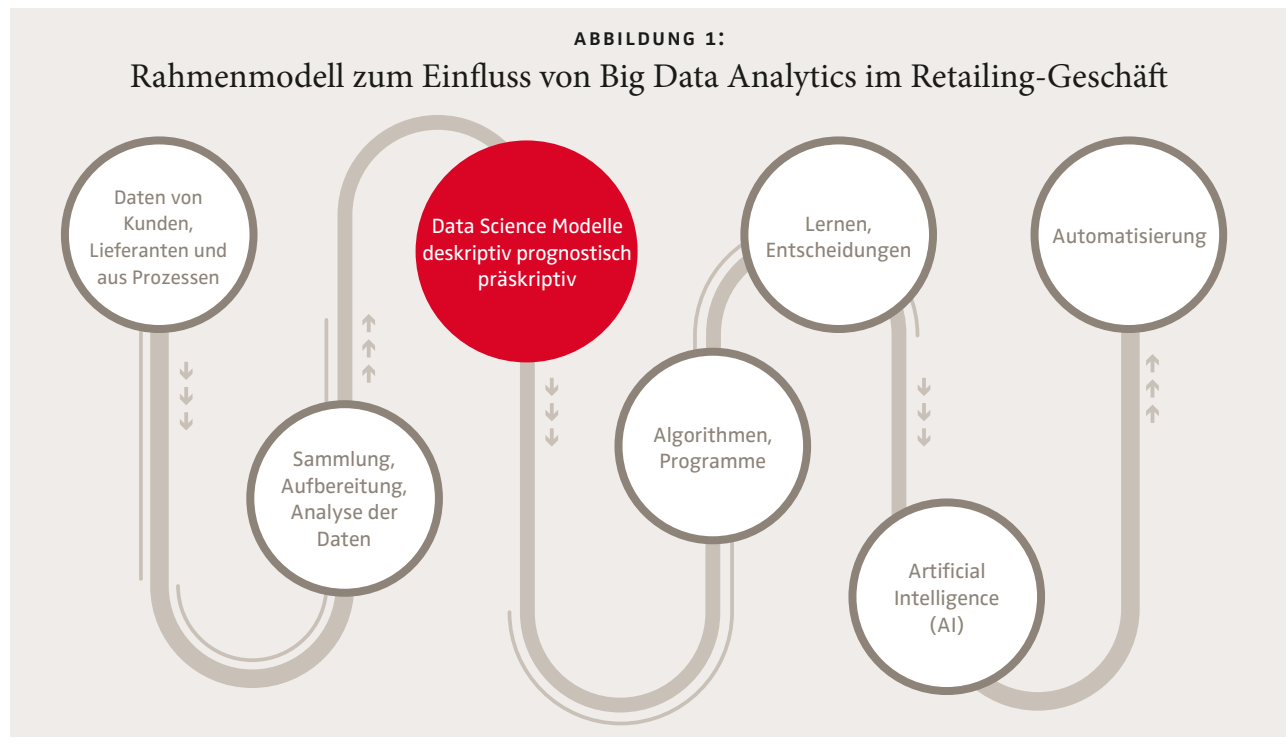 ABBILDUNG 1:
Rahmenmodell zum Einfluss von Big Data Analytics im Retailing-Geschäft
Daten von
Kunden,
Lieferanten und
aus Prozessen
Sammlung,
Aufbereitung,
Analyse der
Daten
Data Science Modelle
deskriptiv prognostisch
präskriptiv
Algorithmen,
Programme
Lernen,
Entscheidungen
Artificial
Intelligence
(AI)
Automatisierung